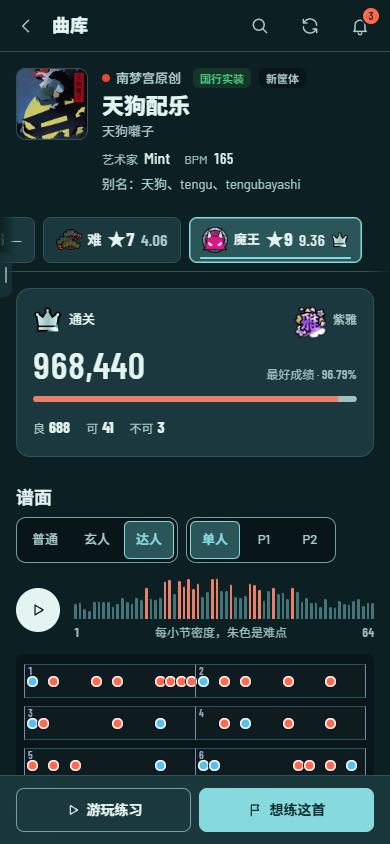 曲库
3
南梦宫原创 国行实装 新筐体
天狗配乐
天狗囃子
艺术家 Mint BPM 165
别名：天狗、tengu、tengubayashi
— 难 ★7 4.06 魔王 ★9 9.36
通关 雅 紫雅
968,440
最好成绩 · 96.79%
良 688 可 41 不可 3
谱面
普通 玄人 达人 单人 P1 P2
1 每小节密度，朱色是难点 64
1 2
3 4
5 6
游玩练习 想练这首